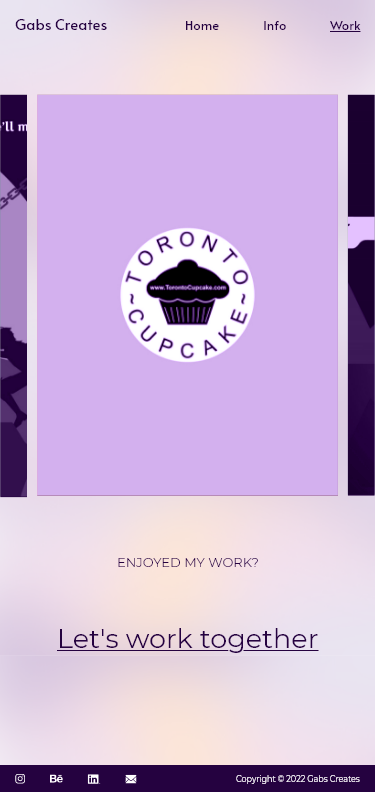 Gabs Creates
Home Info Work
'll m
~TORONTO~
www.TorontoCupcake.com
CUPCAKE
ENJOYED MY WORK?
Let's work together
Bē
in
Copyright © 2022 Gabs Creates